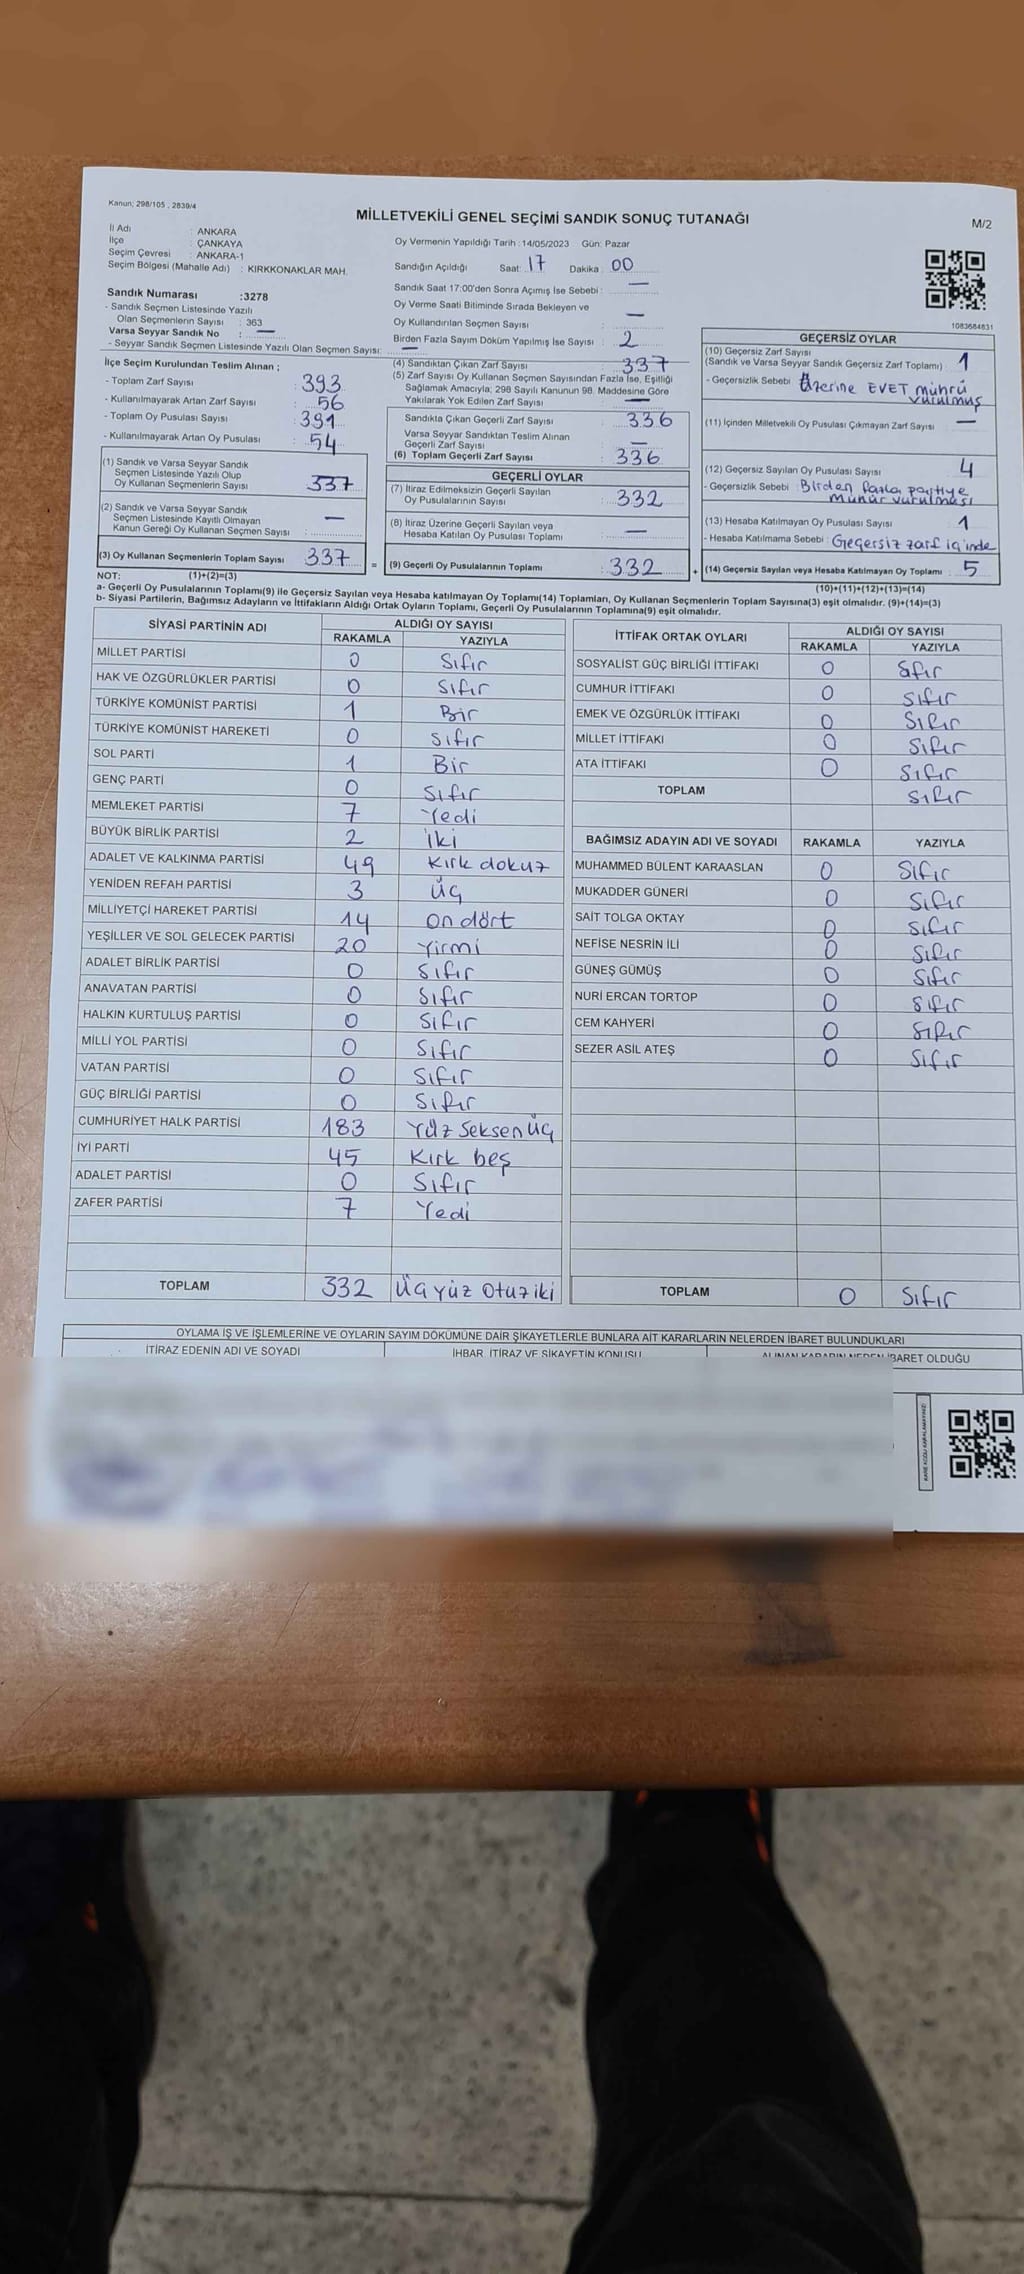 Kanun; 298/105 , 2839/4
MİLLETVEKİLİ GENEL SEÇİMİ SANDIK SONUÇ TUTANAĞI
M/2
İl Adı : ANKARA
İlçe : ÇANKAYA
Seçim Çevresi : ANKARA-1
Seçim Bölgesi (Mahalle Adı) : KIRKKONAKLAR MAH.
Oy Vermenin Yapıldığı Tarih : 14/05/2023 Gün: Pazar
Sandığın Açıldığı Saat: 17 Dakika : 00
Sandık Saat 17:00'den Sonra Açımış İse Sebebi : —
Oy Verme Saati Bitiminde Sırada Bekleyen ve
Oy Kullandırılan Seçmen Sayısı : —
Birden Fazla Sayım Döküm Yapılmış İse Sayısı : 2
1083684831
Sandık Numarası :3278
- Sandık Seçmen Listesinde Yazılı
Olan Seçmenlerin Sayısı : 363
Varsa Seyyar Sandık No : —
- Seyyar Sandık Seçmen Listesinde Yazılı Olan Seçmen Sayısı: —
İlçe Seçim Kurulundan Teslim Alınan ;
- Toplam Zarf Sayısı : 393
- Kullanılmayarak Artan Zarf Sayısı : 56
- Toplam Oy Pusulası Sayısı : 391
- Kullanılmayarak Artan Oy Pusulası : 54
(1) Sandık ve Varsa Seyyar Sandık
Seçmen Listesinde Yazılı Olup
Oy Kullanan Seçmenlerin Sayısı : 337
(2) Sandık ve Varsa Seyyar Sandık
Seçmen Listesinde Kayıtlı Olmayan
Kanun Gereği Oy Kullanan Seçmen Sayısı : —
(3) Oy Kullanan Seçmenlerin Toplam Sayısı : 337 =
(4) Sandıktan Çıkan Zarf Sayısı : 337
(5) Zarf Sayısı Oy Kullanan Seçmen Sayısından Fazla İse, Eşitliği
Sağlamak Amacıyla; 298 Sayılı Kanunun 98. Maddesine Göre
Yakılarak Yok Edilen Zarf Sayısı : —
Sandıkta Çıkan Geçerli Zarf Sayısı : 336
Varsa Seyyar Sandıktan Teslim Alınan
Geçerli Zarf Sayısı : —
(6) Toplam Geçerli Zarf Sayısı : 336
GEÇERLİ OYLAR
(7) İtiraz Edilmeksizin Geçerli Sayılan
Oy Pusulalarının Sayısı : 332
(8) İtiraz Üzerine Geçerli Sayılan veya
Hesaba Katılan Oy Pusulası Toplamı : —
(9) Geçerli Oy Pusulalarının Toplamı : 332 +
GEÇERSİZ OYLAR
(10) Geçersiz Zarf Sayısı
(Sandık ve Varsa Seyyar Sandık Geçersiz Zarf Toplamı) : 1
- Geçersizlik Sebebi : Üzerine EVET mührü
vurulmuş
(11) İçinden Milletvekili Oy Pusulası Çıkmayan Zarf Sayısı : —
(12) Geçersiz Sayılan Oy Pusulası Sayısı : 4
- Geçersizlik Sebebi : Birden fazla partiye
mühür vurulması
(13) Hesaba Katılmayan Oy Pusulası Sayısı : 1
- Hesaba Katılmama Sebebi : Geçersiz zarf içinde
(14) Geçersiz Sayılan veya Hesaba Katılmayan Oy Toplamı : 5
NOT: (1)+(2)=(3)
(10)+(11)+(12)+(13)=(14)
a- Geçerli Oy Pusulalarının Toplamı(9) ile Geçersiz Sayılan veya Hesaba katılmayan Oy Toplamı(14) Toplamları, Oy Kullanan Seçmenlerin Toplam Sayısına(3) eşit olmalıdır. (9)+(14)=(3)
b- Siyasi Partilerin, Bağımsız Adayların ve İttifakların Aldığı Ortak Oyların Toplamı, Geçerli Oy Pusulalarının Toplamına(9) eşit olmalıdır.
SİYASİ PARTİNİN ADI ALDIĞI OY SAYISI
RAKAMLA YAZIYLA
MİLLET PARTİSİ 0 Sıfır
HAK VE ÖZGÜRLÜKLER PARTİSİ 0 Sıfır
TÜRKİYE KOMÜNİST PARTİSİ 1 Bir
TÜRKİYE KOMÜNİST HAREKETİ 0 Sıfır
SOL PARTİ 1 Bir
GENÇ PARTİ 0 Sıfır
MEMLEKET PARTİSİ 7 Yedi
BÜYÜK BİRLİK PARTİSİ 2 iki
ADALET VE KALKINMA PARTİSİ 49 Kırk dokuz
YENİDEN REFAH PARTİSİ 3 Üç
MİLLİYETÇİ HAREKET PARTİSİ 14 on dört
YEŞİLLER VE SOL GELECEK PARTİSİ 20 Yirmi
ADALET BİRLİK PARTİSİ 0 Sıfır
ANAVATAN PARTİSİ 0 Sıfır
HALKIN KURTULUŞ PARTİSİ 0 Sıfır
MİLLİ YOL PARTİSİ 0 Sıfır
VATAN PARTİSİ 0 Sıfır
GÜÇ BİRLİĞİ PARTİSİ 0 Sıfır
CUMHURİYET HALK PARTİSİ 183 Yüz Seksen üç
İYİ PARTİ 45 Kırk beş
ADALET PARTİSİ 0 Sıfır
ZAFER PARTİSİ 7 Yedi
TOPLAM 332 Üç yüz otuz iki
İTTİFAK ORTAK OYLARI ALDIĞI OY SAYISI
RAKAMLA YAZIYLA
SOSYALİST GÜÇ BİRLİĞİ İTTİFAKI 0 Sıfır
CUMHUR İTTİFAKI 0 Sıfır
EMEK VE ÖZGÜRLÜK İTTİFAKI 0 Sıfır
MİLLET İTTİFAKI 0 Sıfır
ATA İTTİFAKI 0 Sıfır
TOPLAM Sıfır
BAĞIMSIZ ADAYIN ADI VE SOYADI RAKAMLA YAZIYLA
MUHAMMED BÜLENT KARAASLAN 0 Sıfır
MUKADDER GÜNERİ 0 Sıfır
SAİT TOLGA OKTAY 0 Sıfır
NEFİSE NESRİN İLİ 0 Sıfır
GÜNEŞ GÜMÜŞ 0 Sıfır
NURİ ERCAN TORTOP 0 Sıfır
CEM KAHYERİ 0 Sıfır
SEZER ASİL ATEŞ 0 Sıfır
TOPLAM 0 Sıfır
OYLAMA İŞ VE İŞLEMLERİNE VE OYLARIN SAYIM DÖKÜMÜNE DAİR ŞİKAYETLERLE BUNLARA AİT KARARLARIN NELERDEN İBARET BULUNDUKLARI
İTİRAZ EDENİN ADI VE SOYADI
İHBAR, İTİRAZ VE ŞİKAYETİN KONUSU
ALINAN KARARIN NEDEN İBARET OLDUĞU